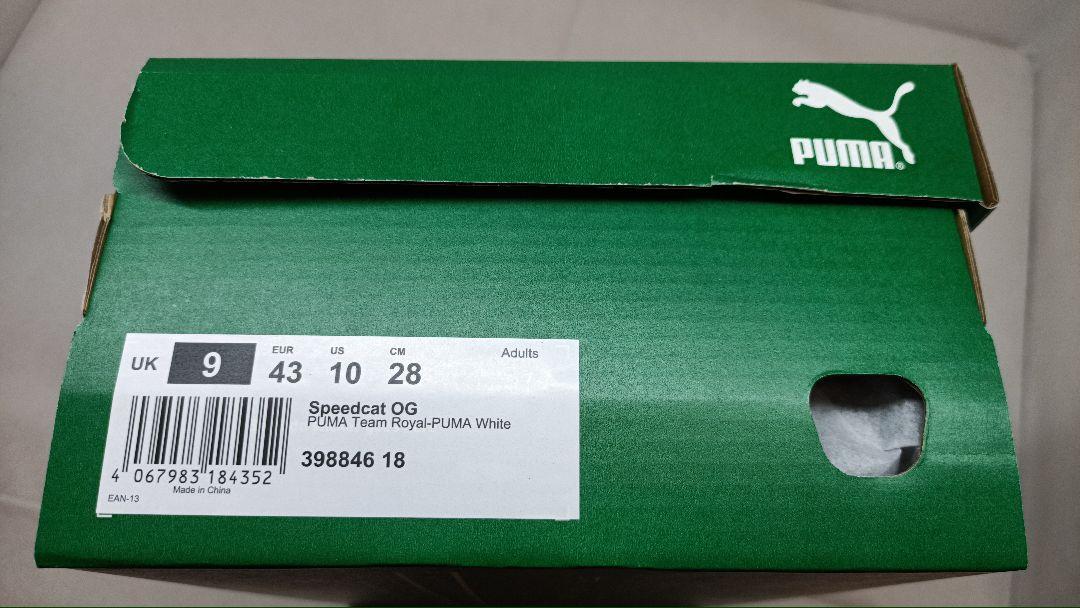 PUMA®
UK 9 EUR 43 US 10 CM 28 Adults
Speedcat OG
PUMA Team Royal-PUMA White
398846 18
4 067983 184352
Made in China
EAN-13